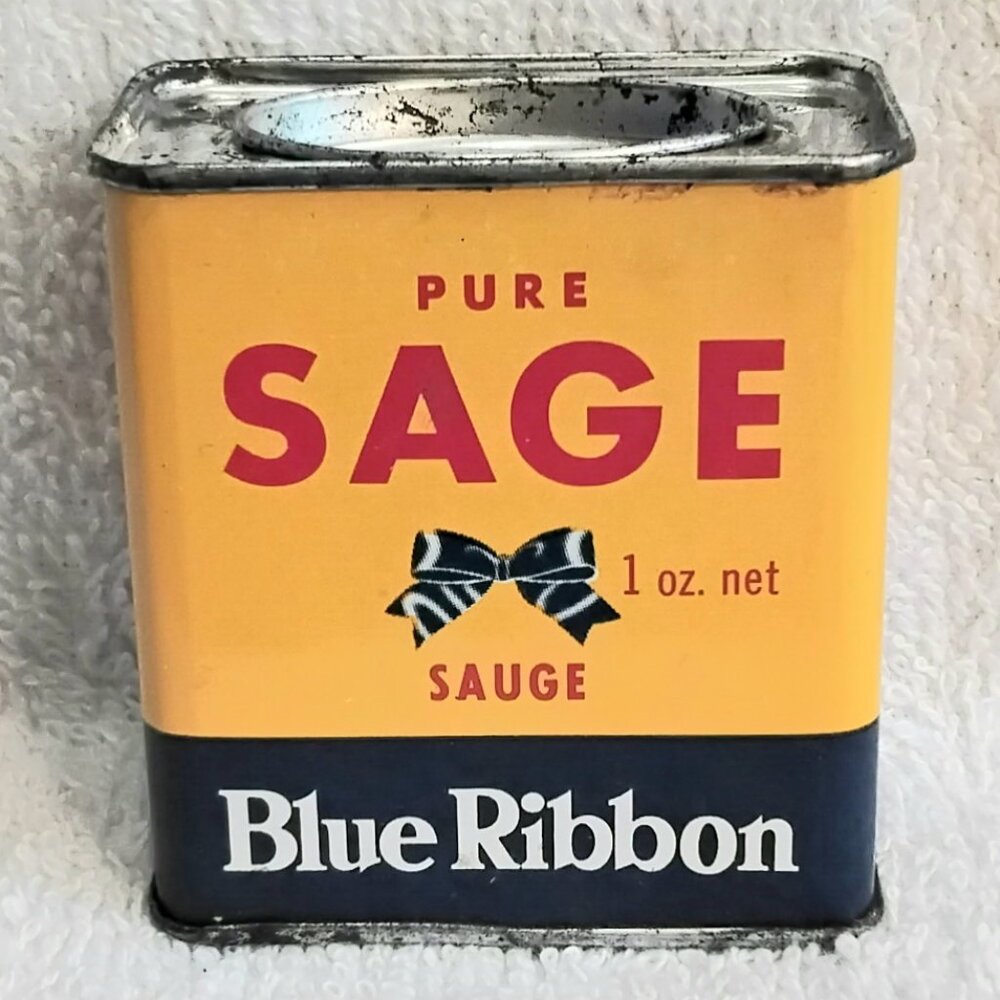 PURE
SAGE
1 oz. net
SAUGE
Blue Ribbon